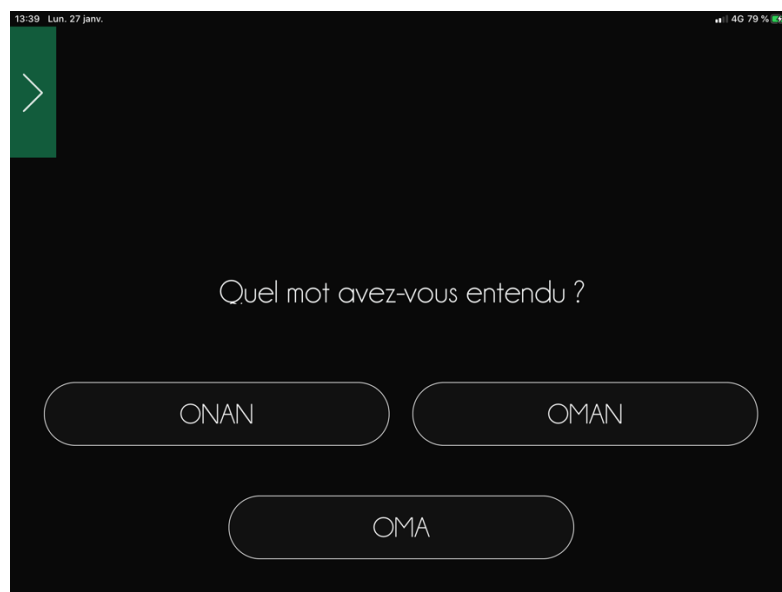 13:39 Lun. 27 janv. 4G 79 %
Quel mot avez-vous entendu ?
ONAN OMAN
OMA